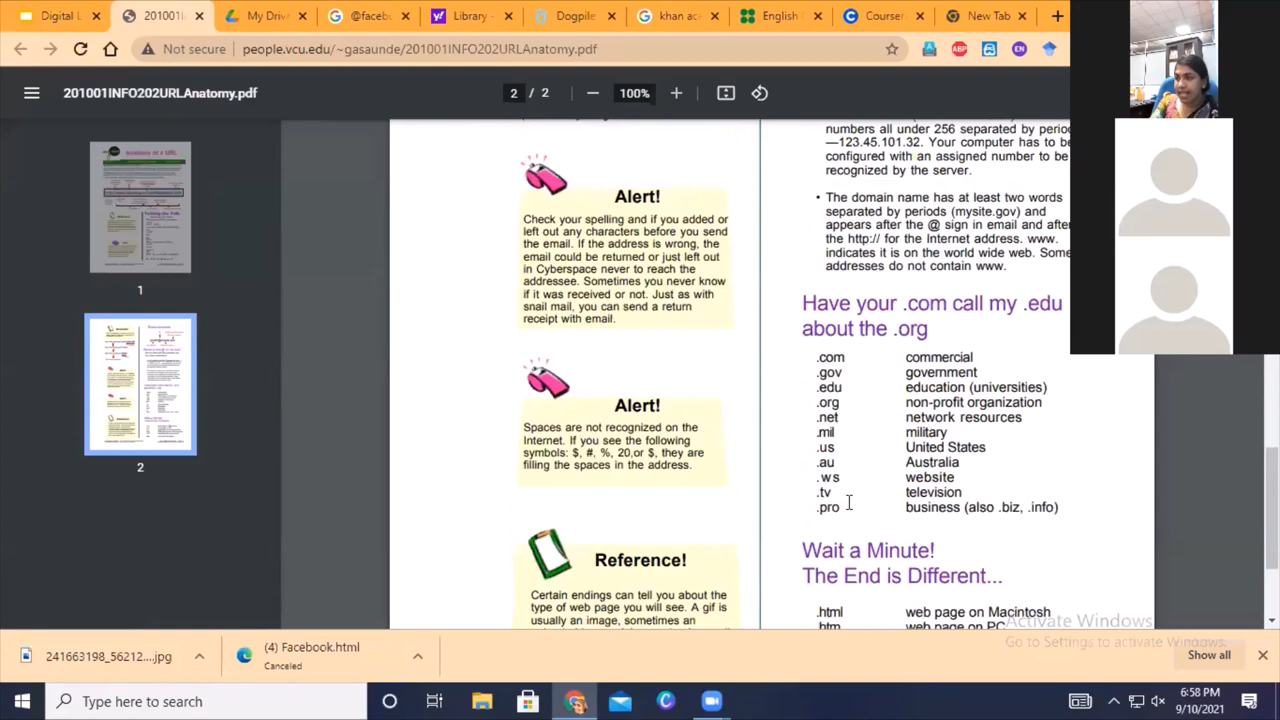 Digital L
201001I
My Driv
@facebu
Library -
Dogpile
khan ac
English
Courser
New Tab
Not secure
people.vcu.edu/~gasaunde/201001INFO202URLAnatomy.pdf
ABP
EN
201001INFO202URLAnatomy.pdf
2 / 2
100%
1
2
Alert!
Check your spelling and if you added or
left out any characters before you send
the email. If the address is wrong, the
email could be returned or just left out
in Cyberspace never to reach the
addressee. Sometimes you never know
if it was received or not. Just as with
snail mail, you can send a return
receipt with email.
Alert!
Spaces are not recognized on the
Internet. If you see the following
symbols: $, #, %, 20,or $, they are
filling the spaces in the address.
Reference!
Certain endings can tell you about the
type of web page you will see. A gif is
usually an image, sometimes an
numbers all under 256 separated by perio
—123.45.101.32. Your computer has to be
configured with an assigned number to be
recognized by the server.
• The domain name has at least two words
separated by periods (mysite.gov) and
appears after the @ sign in email and after
the http:// for the Internet address. www.
indicates it is on the world wide web. Some
addresses do not contain www.
Have your .com call my .edu
about the .org
.com commercial
.gov government
.edu education (universities)
.org non-profit organization
.net network resources
.mil military
.us United States
.au Australia
.ws website
.tv television
.pro business (also .biz, .info)
Wait a Minute!
The End is Different...
.html web page on Macintosh
.htm web page on PC
Activate Windows
Go to Settings to activate Windows.
241663198_56212....jpg
(4) Facebook.html
Canceled
Show all
Type here to search
6:58 PM
9/10/2021